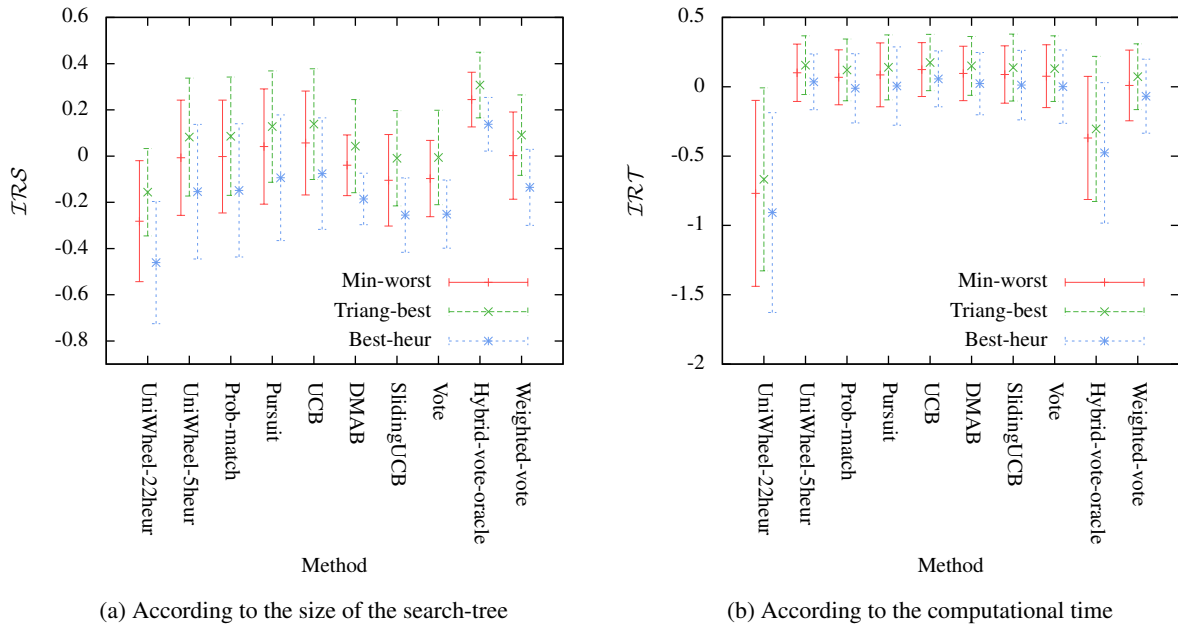 0.6
0.4
0.2
0
-0.2
-0.4
-0.6
-0.8
IRS
Min-worst
Triang-best
Best-heur
UniWheel-22heur
UniWheel-5heur
Prob-match
Pursuit
UCB
DMAB
SlidingUCB
Vote
Hybrid-vote-oracle
Weighted-vote
Method
(a) According to the size of the search-tree
0.5
0
-0.5
-1
-1.5
-2
IRT
Min-worst
Triang-best
Best-heur
UniWheel-22heur
UniWheel-5heur
Prob-match
Pursuit
UCB
DMAB
SlidingUCB
Vote
Hybrid-vote-oracle
Weighted-vote
Method
(b) According to the computational time